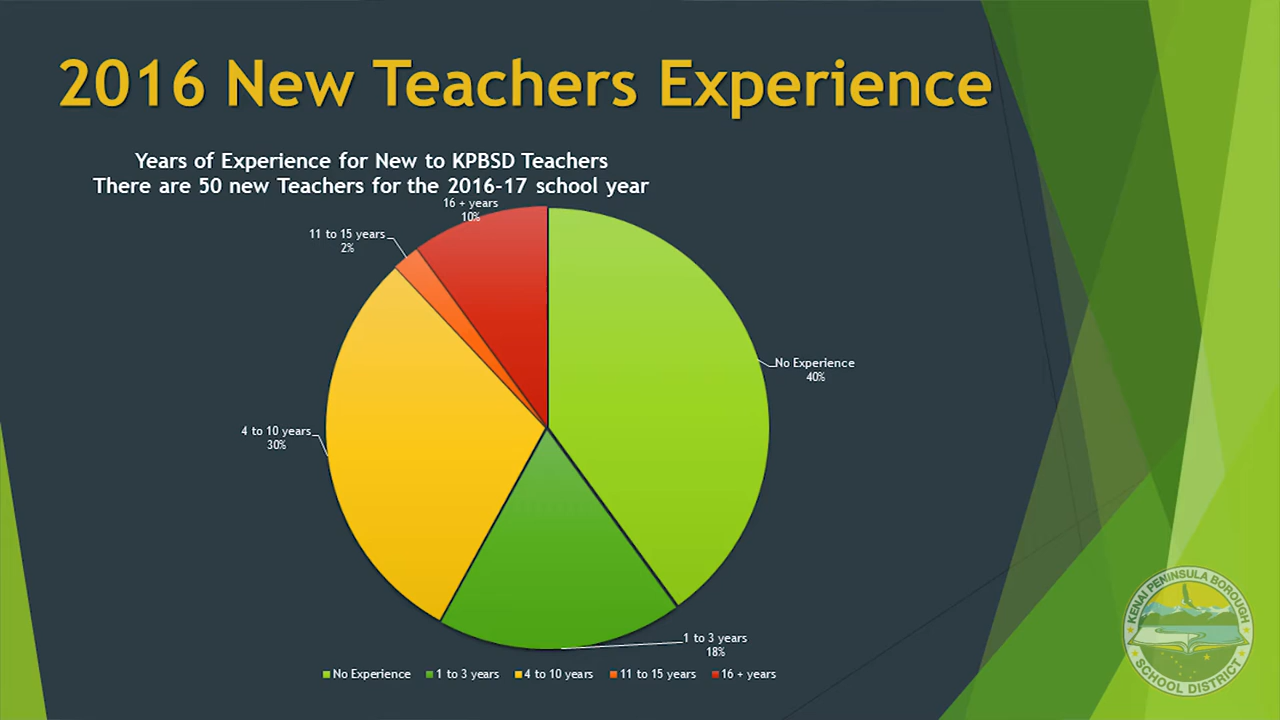 2016 New Teachers Experience
Years of Experience for New to KPBSD Teachers
There are 50 new Teachers for the 2016-17 school year
16 + years
10%
11 to 15 years
2%
No Experience
40%
4 to 10 years
30%
1 to 3 years
18%
No Experience 1 to 3 years 4 to 10 years 11 to 15 years 16 + years
KENAI PENINSULA BOROUGH
SCHOOL DISTRICT